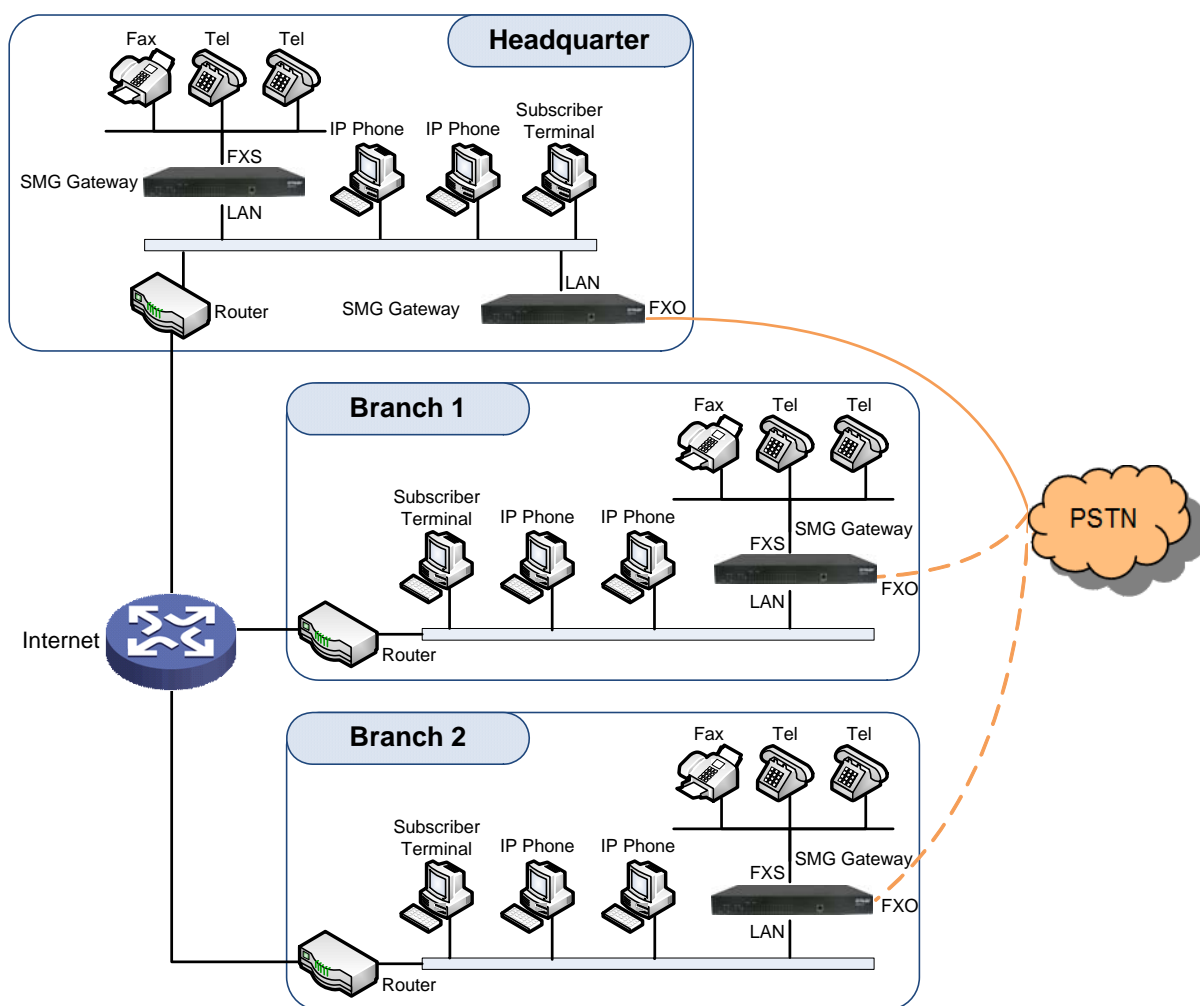 Headquarter
Fax
Tel
Tel
FXS
SMG Gateway
LAN
IP Phone
IP Phone
Subscriber
Terminal
Router
LAN
SMG Gateway
FXO
Branch 1
Fax
Tel
Tel
Subscriber
Terminal
IP Phone
IP Phone
SMG Gateway
FXS
FXO
LAN
Router
PSTN
Internet
Branch 2
Fax
Tel
Tel
Subscriber
Terminal
IP Phone
IP Phone
SMG Gateway
FXS
FXO
LAN
Router